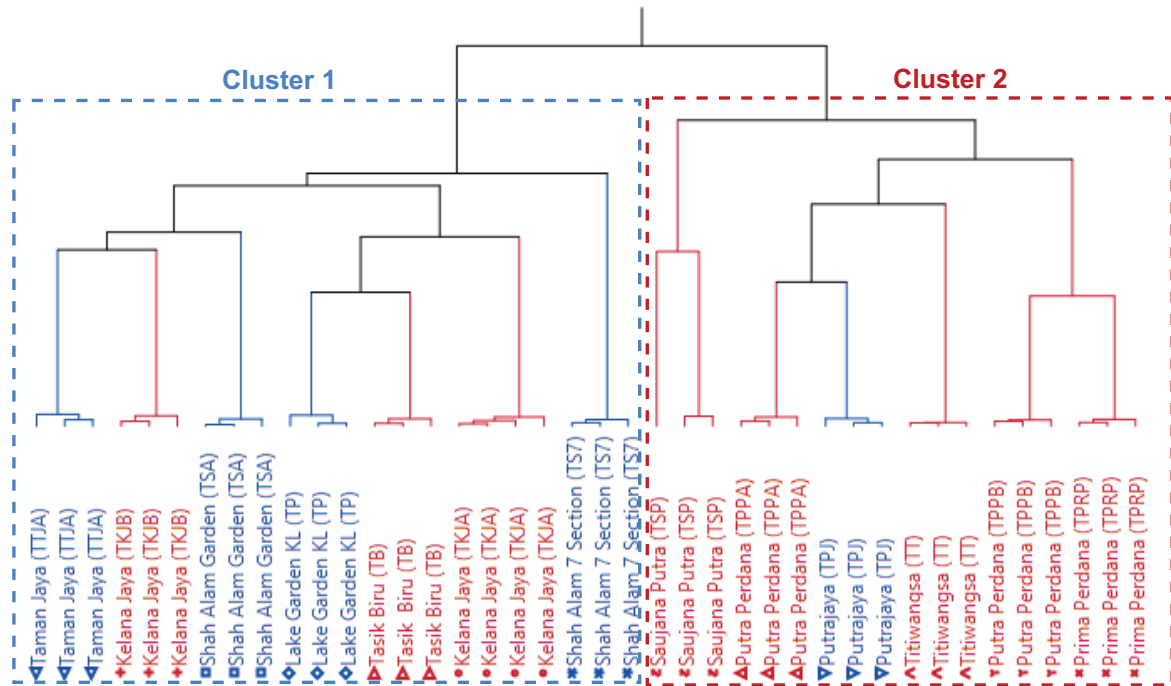 Cluster 1
Cluster 2
Taman Jaya (TTJA)
Taman Jaya (TTJA)
Taman Jaya (TTJA)
Kelana Jaya (TKJB)
Kelana Jaya (TKJB)
Kelana Jaya (TKJB)
Shah Alam Garden (TSA)
Shah Alam Garden (TSA)
Shah Alam Garden (TSA)
Lake Garden KL (TP)
Lake Garden KL (TP)
Lake Garden KL (TP)
Tasik Biru (TB)
Tasik Biru (TB)
Tasik Biru (TB)
Kelana Jaya (TKJA)
Kelana Jaya (TKJA)
Kelana Jaya (TKJA)
Kelana Jaya (TKJA)
Shah Alam 7 Section (TS7)
Shah Alam 7 Section (TS7)
Shah Alam 7 Section (TS7)
Saujana Putra (TSP)
Saujana Putra (TSP)
Saujana Putra (TSP)
Putra Perdana (TPPA)
Putra Perdana (TPPA)
Putra Perdana (TPPA)
Putrajaya (TPJ)
Putrajaya (TPJ)
Putrajaya (TPJ)
Titiwangsa (TT)
Titiwangsa (TT)
Titiwangsa (TT)
Putra Perdana (TPPB)
Putra Perdana (TPPB)
Putra Perdana (TPPB)
Prima Perdana (TPRP)
Prima Perdana (TPRP)
Prima Perdana (TPRP)